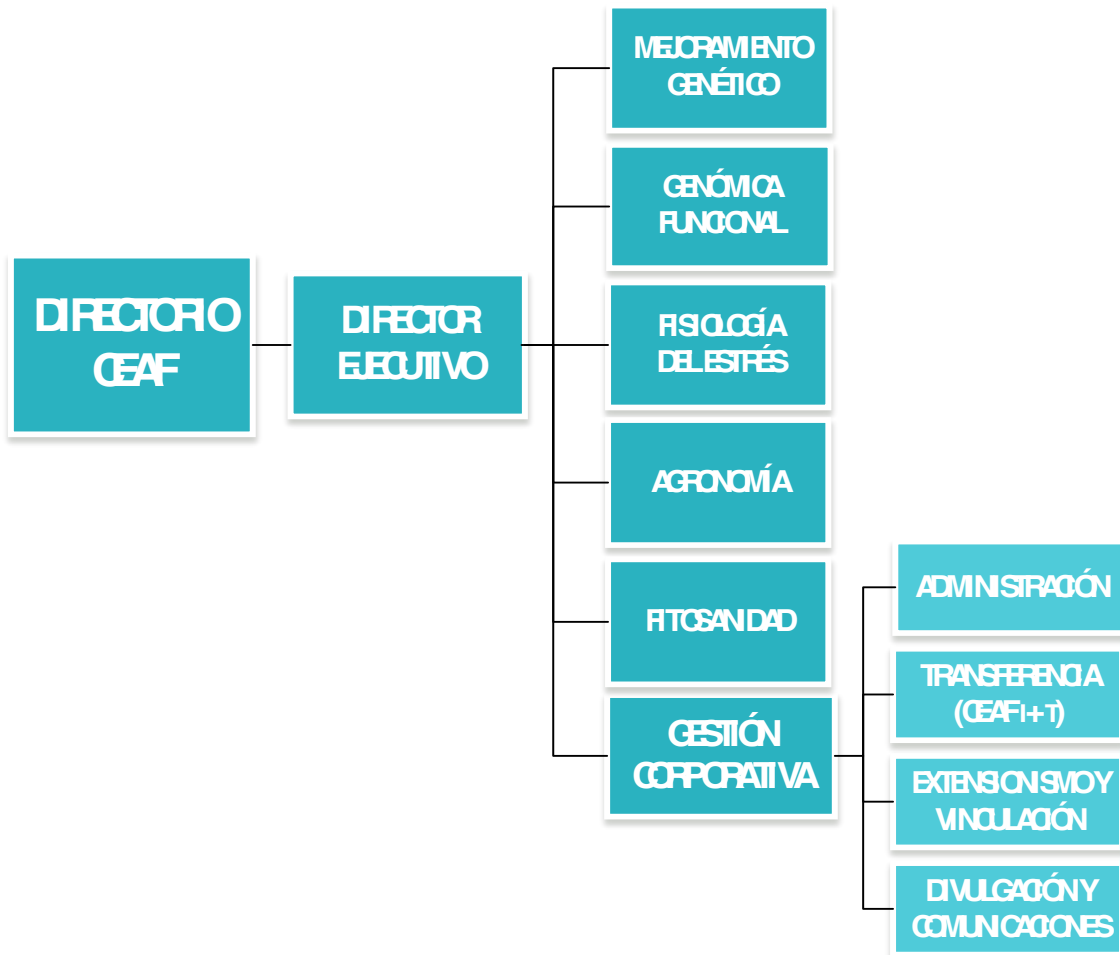 DIRECTORIO
CEAF
DIRECTOR
EJECUTIVO
MEJORAMIENTO
GENÉTICO
GENÓMICA
FUNCIONAL
FISIOLOGÍA
DEL ESTRÉS
AGRONOMÍA
FITOSANIDAD
GESTIÓN
CORPORATIVA
ADMINISTRACIÓN
TRANSFERENCIA
(CEAF I+T)
EXTENSIONISMO Y
VINCULACIÓN
DIVULGACIÓN Y
COMUNICACIONES